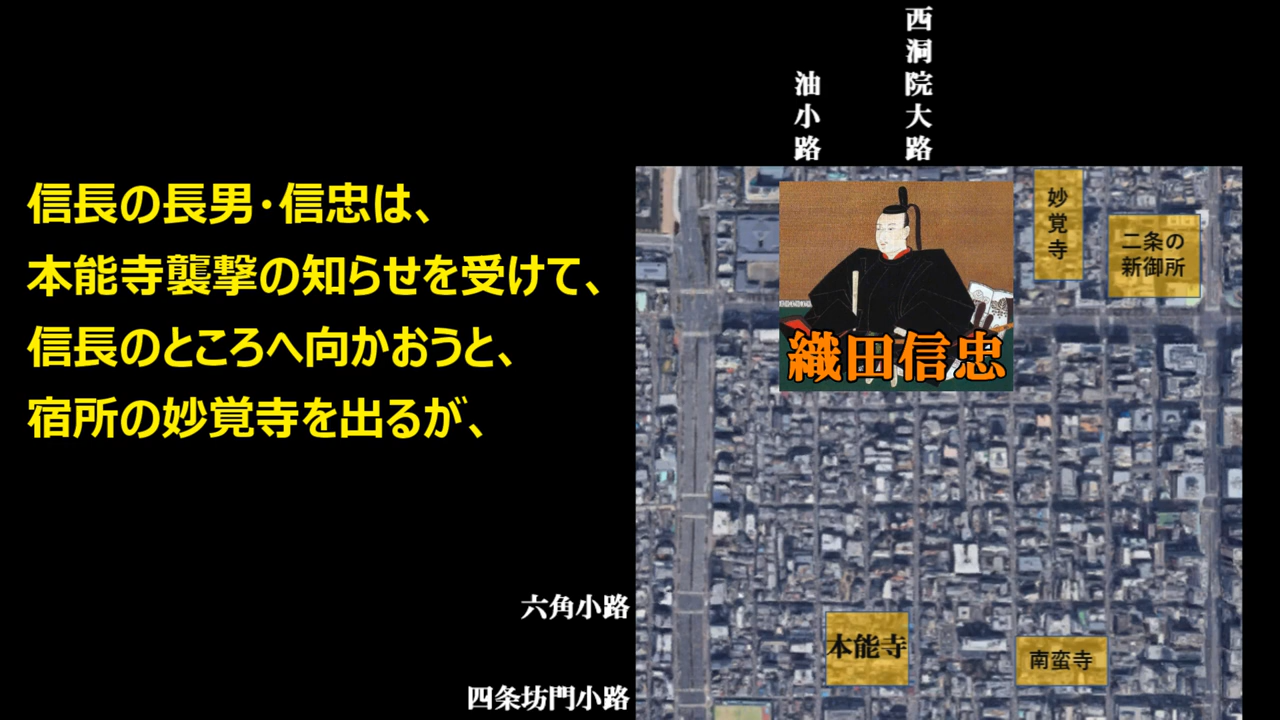 西洞院大路
油小路
信長の長男・信忠は、
本能寺襲撃の知らせを受けて、
信長のところへ向かおうと、
宿所の妙覚寺を出るが、
妙覚寺
二条の
新御所
織田信忠
六角小路
本能寺
南蛮寺
四条坊門小路